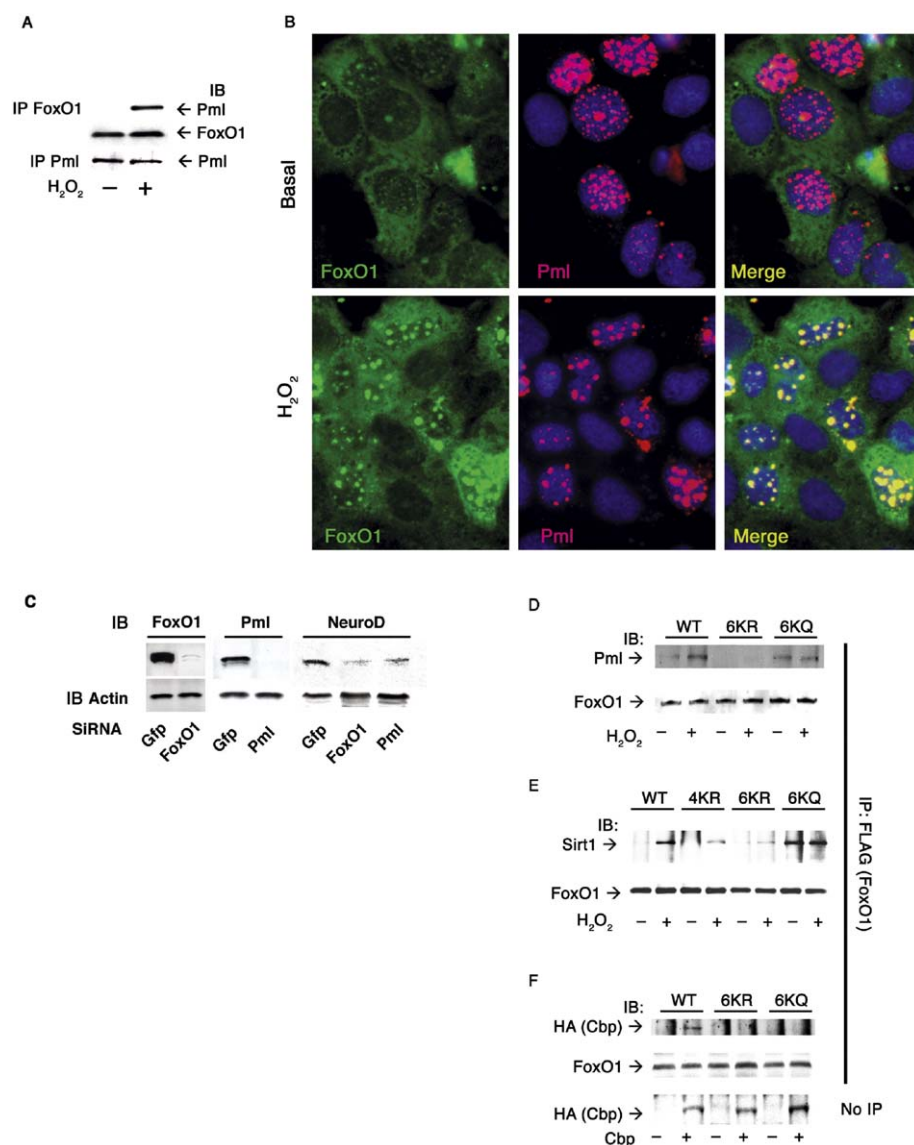 A
IB
IP FoxO1
← Pml
← FoxO1
IP Pml
← Pml
H₂O₂ – +
B
Basal
FoxO1
Pml
Merge
H₂O₂
FoxO1
Pml
Merge
C
IB FoxO1 Pml NeuroD
IB Actin
SiRNA Gfp FoxO1 Gfp Pml Gfp FoxO1 Pml
D
WT 6KR 6KQ
IB:
Pml →
FoxO1 →
H₂O₂ – + – + – +
E
WT 4KR 6KR 6KQ
IB:
Sirt1 →
FoxO1 →
H₂O₂ – + – + – + – +
F
IB: WT 6KR 6KQ
HA (Cbp) →
FoxO1 →
HA (Cbp) →
Cbp – + – + – +
IP: FLAG (FoxO1)
No IP